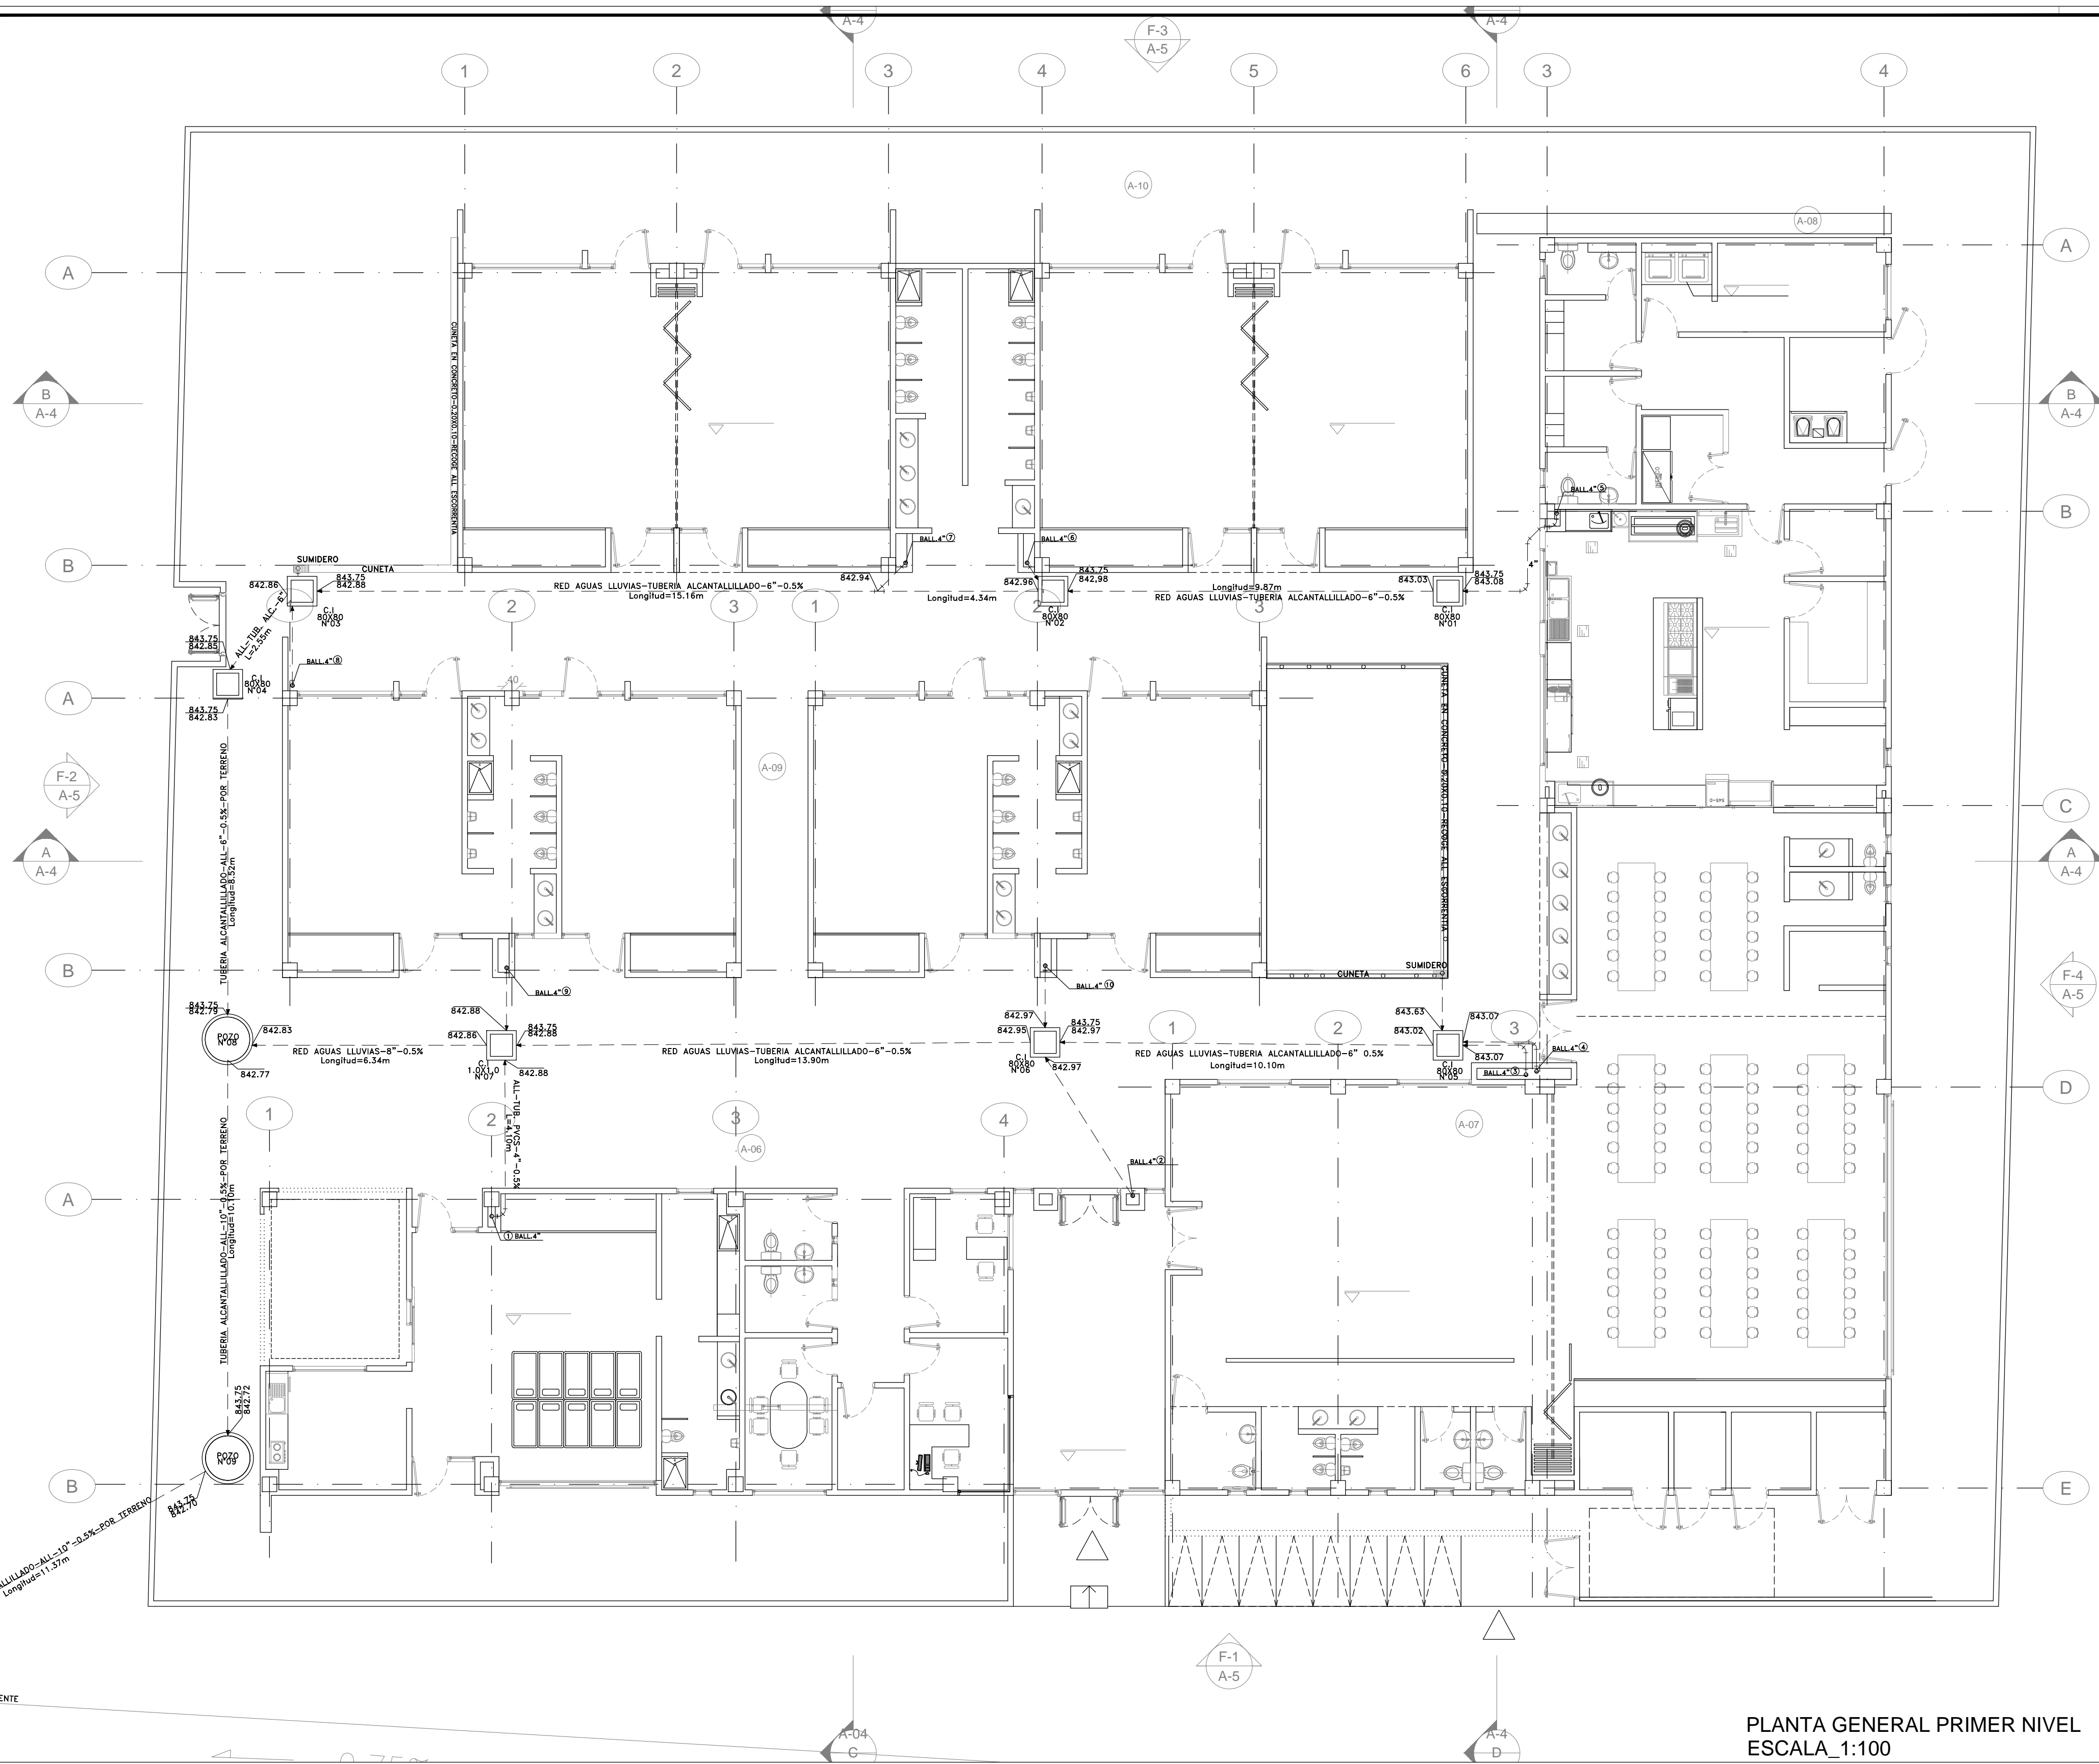 A-4
A-4
F-3
A-5
1
2
3
4
5
6
3
4
A-10
A-08
A
A
B
A-4
B
A-4
CUNETA EN CONCRETO-0.20X0.10-RECOGE ALL ESCORRENTIA
BALL.4"⑤
B
B
BALL.4"⑦
BALL.4"⑥
4"
SUMIDERO
CUNETA
842.86
843.75
842.88
RED AGUAS LLUVIAS-TUBERIA ALCANTALLILLADO-6"-0.5%
Longitud=15.16m
842.94
Longitud=4.34m
842.96
843.75
842,98
Longitud=9.87m
RED AGUAS LLUVIAS-TUBERIA ALCANTALLILLADO-6"-0.5%
843.03
843.75
843.08
C.I
80X80
N°03
C.I
80X80
N°02
C.I
80X80
N°01
2
3
1
2
3
ALL-TUB. ALC.-6"
L=2.55m
843.75
842.85
C.I
80X80
N°04
BALL.4"⑧
843.75
842.83
A
40
F-2
A-5
A-09
TUBERIA ALCANTALLILLADO-ALL-6"-0.5%-POR TERRENO
Longitud=8.52m
CUNETA EN CONCRETO-0.20X0.10-RECOGE ALL ESCORRENTIA
C
A
A-4
A
A-4
B
SUMIDERO
CUNETA
F-4
A-5
BALL.4"⑨
BALL.4"⑩
843.75
842.79
POZO
N°08
842.83
842.77
RED AGUAS LLUVIAS-8"-0.5%
Longitud=6.34m
842.88
842.86
843.75
842.88
C.I
1.0X1.0
N°07
842.88
RED AGUAS LLUVIAS-TUBERIA ALCANTALLILLADO-6"-0.5%
Longitud=13.90m
842.97
842.95
843.75
842.97
C.I
80X80
N°06
842.97
1
2
3
RED AGUAS LLUVIAS-TUBERIA ALCANTALLILLADO-6" 0.5%
Longitud=10.10m
843.63
843.02
843.07
843.07
C.I
80X80
N°05
BALL.4"④
BALL.4"③
D
1
2
3
4
A-06
A-07
ALL-TUB. PVCS-4"-0.5%
L=4.10m
BALL.4"②
A
①BALL.4"
TUBERIA ALCANTALLILLADO-ALL-10"-0.5%-POR TERRENO
Longitud=10.10m
843.75
842.72
POZO
N°09
843.75
842.70
B
E
ALLILLADO-ALL-10"-0.5%-POR TERRENO
Longitud=11.37m
F-1
A-5
ENTE
A-04
C
A-4
D
PLANTA GENERAL PRIMER NIVEL
ESCALA_1:100